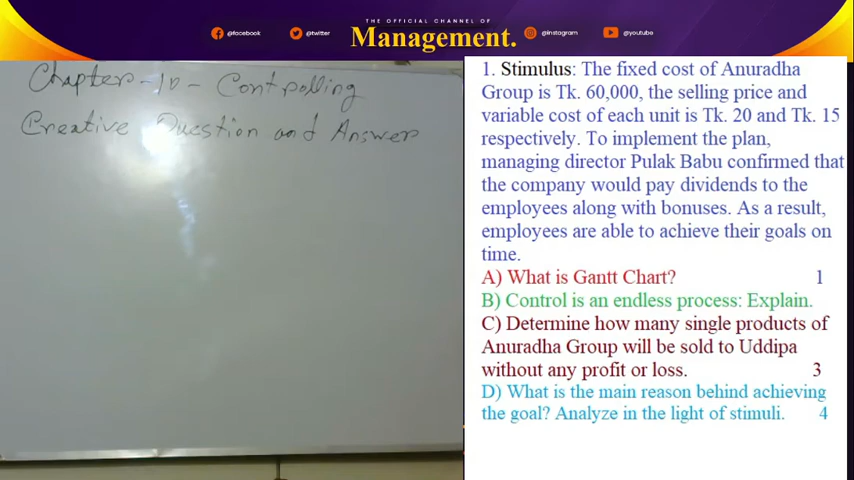 THE OFFICIAL CHANNEL OF
@facebook @twitter Management. @instagram @youtube
Chapter-10- Controlling
Creative Question and Answer
1. Stimulus: The fixed cost of Anuradha
Group is Tk. 60,000, the selling price and
variable cost of each unit is Tk. 20 and Tk. 15
respectively. To implement the plan,
managing director Pulak Babu confirmed that
the company would pay dividends to the
employees along with bonuses. As a result,
employees are able to achieve their goals on
time.
A) What is Gantt Chart? 1
B) Control is an endless process: Explain.
C) Determine how many single products of
Anuradha Group will be sold to Uddipa
without any profit or loss. 3
D) What is the main reason behind achieving
the goal? Analyze in the light of stimuli. 4